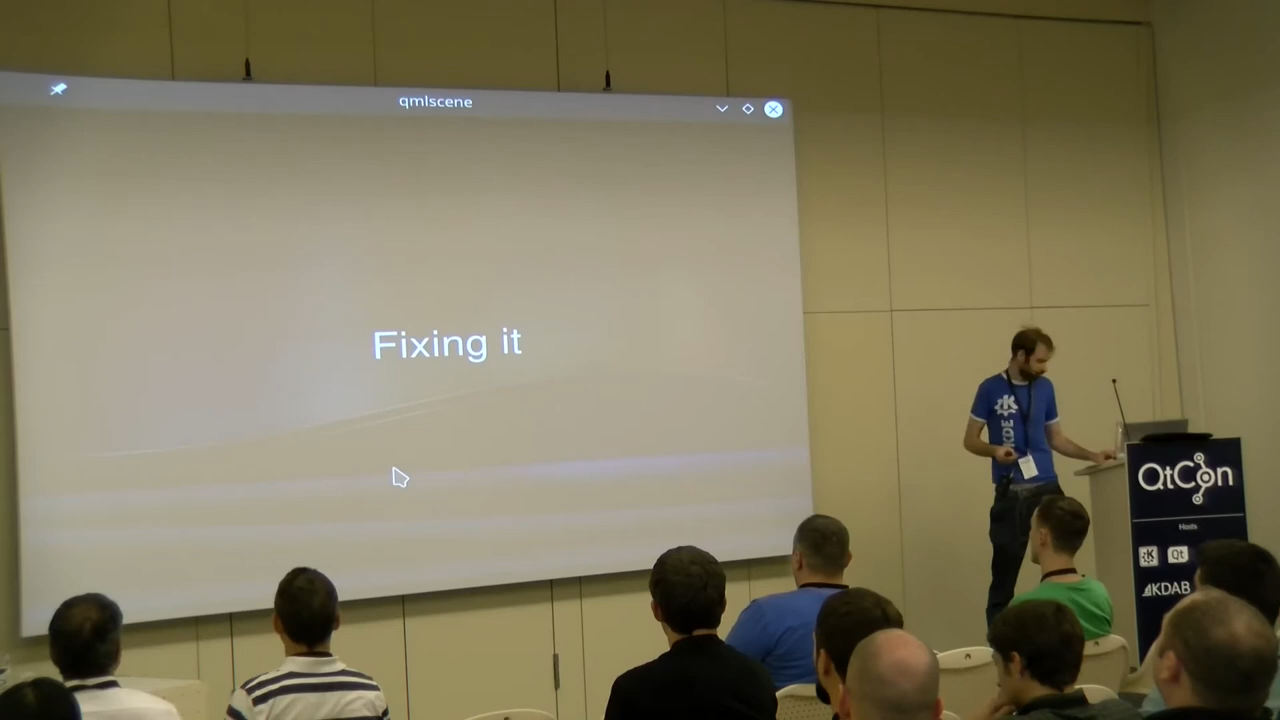 qmlscene
Fixing it
K
KDE
QtCon
Hosts
K
Qt
KDAB